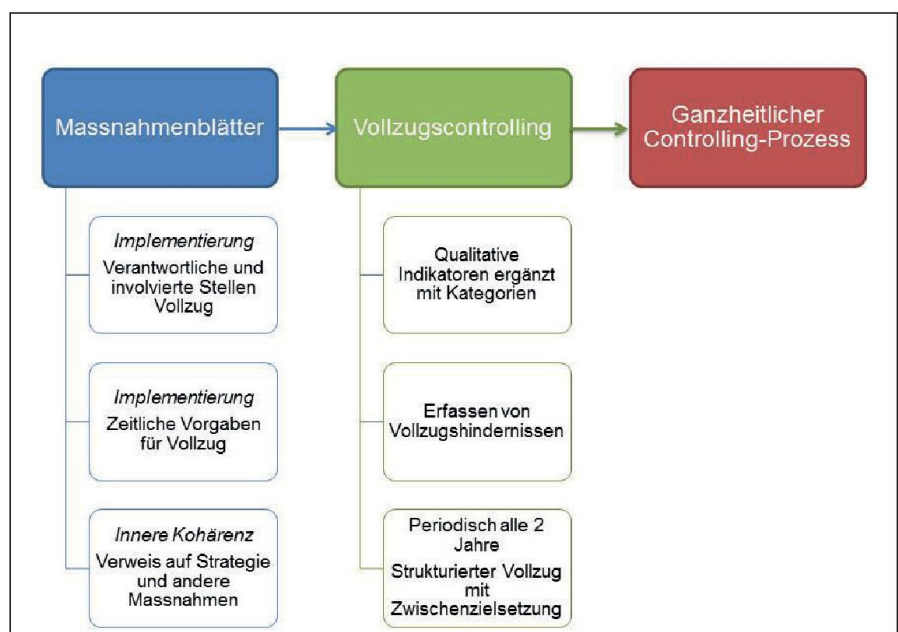 Massnahmenblätter
Vollzugscontrolling
Ganzheitlicher
Controlling-Prozess
Implementierung
Verantwortliche und
involvierte Stellen
Vollzug
Implementierung
Zeitliche Vorgaben
für Vollzug
Innere Kohärenz
Verweis auf Strategie
und andere
Massnahmen
Qualitative
Indikatoren ergänzt
mit Kategorien
Erfassen von
Vollzugshindernissen
Periodisch alle 2
Jahre
Strukturierter Vollzug
mit
Zwischenzielsetzung